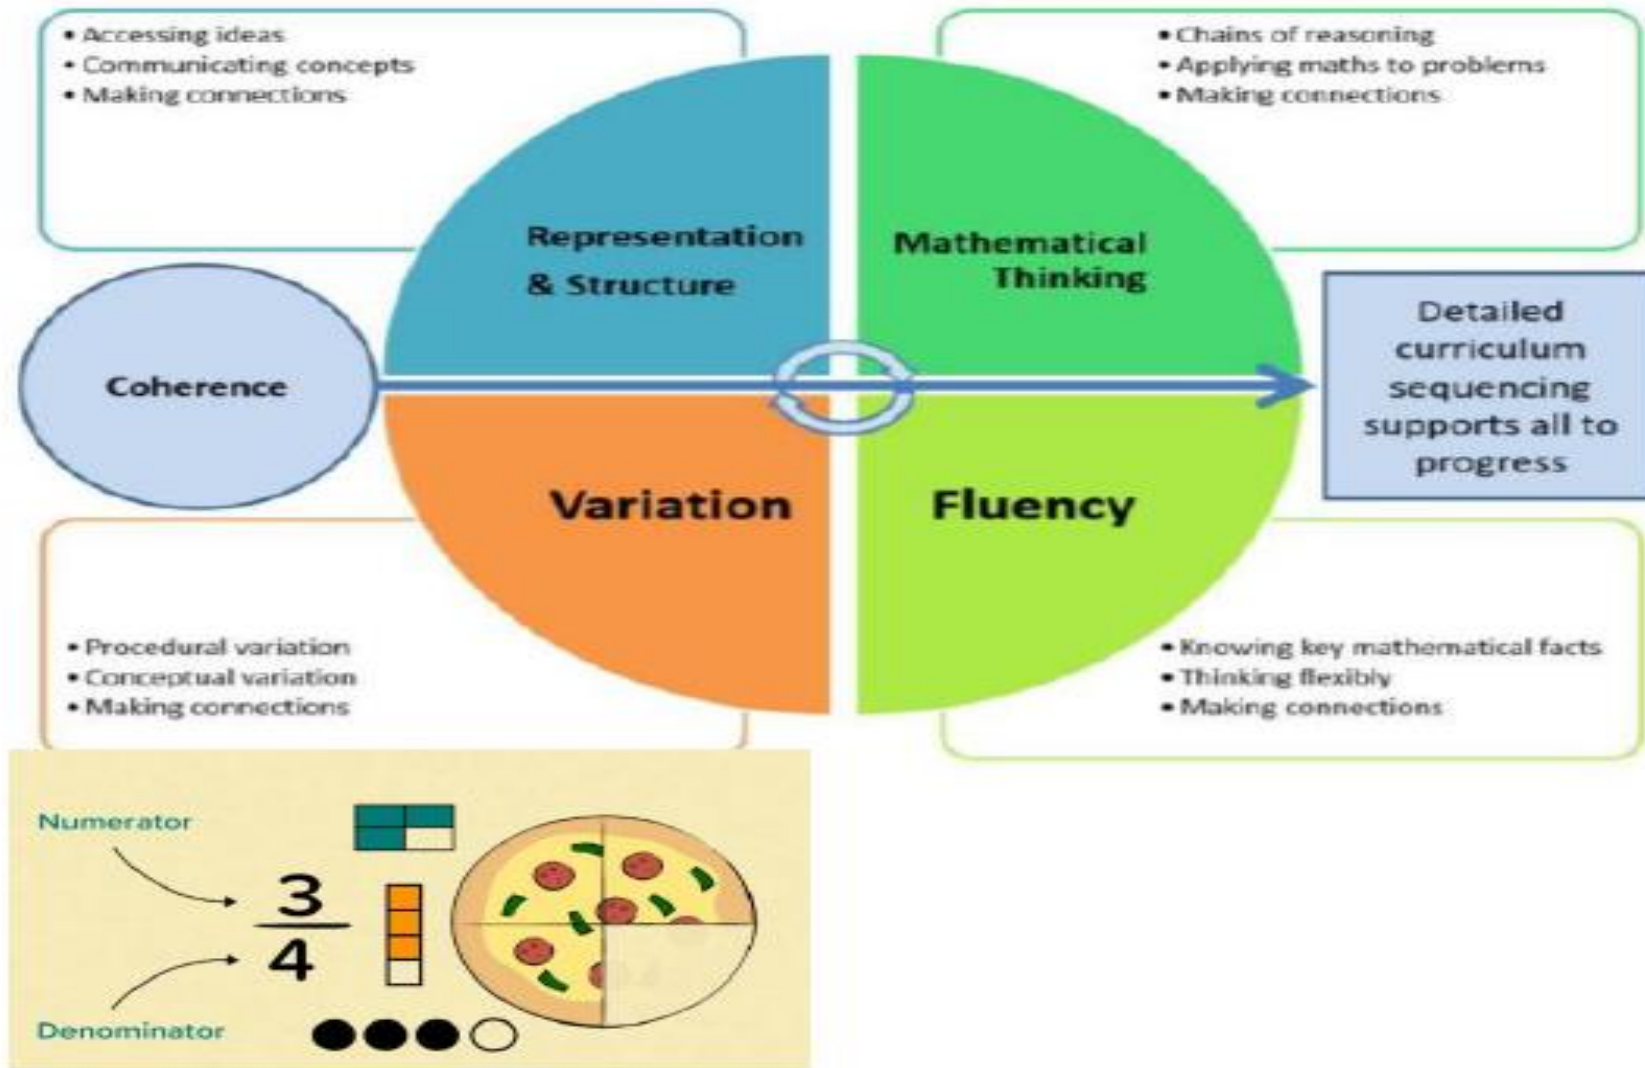 • Accessing ideas
• Communicating concepts
• Making connections
• Chains of reasoning
• Applying maths to problems
• Making connections
Representation
& Structure
Mathematical
Thinking
Coherence
Detailed
curriculum
sequencing
supports all to
progress
Variation
Fluency
• Procedural variation
• Conceptual variation
• Making connections
• Knowing key mathematical facts
• Thinking flexibly
• Making connections
Numerator
3
4
Denominator